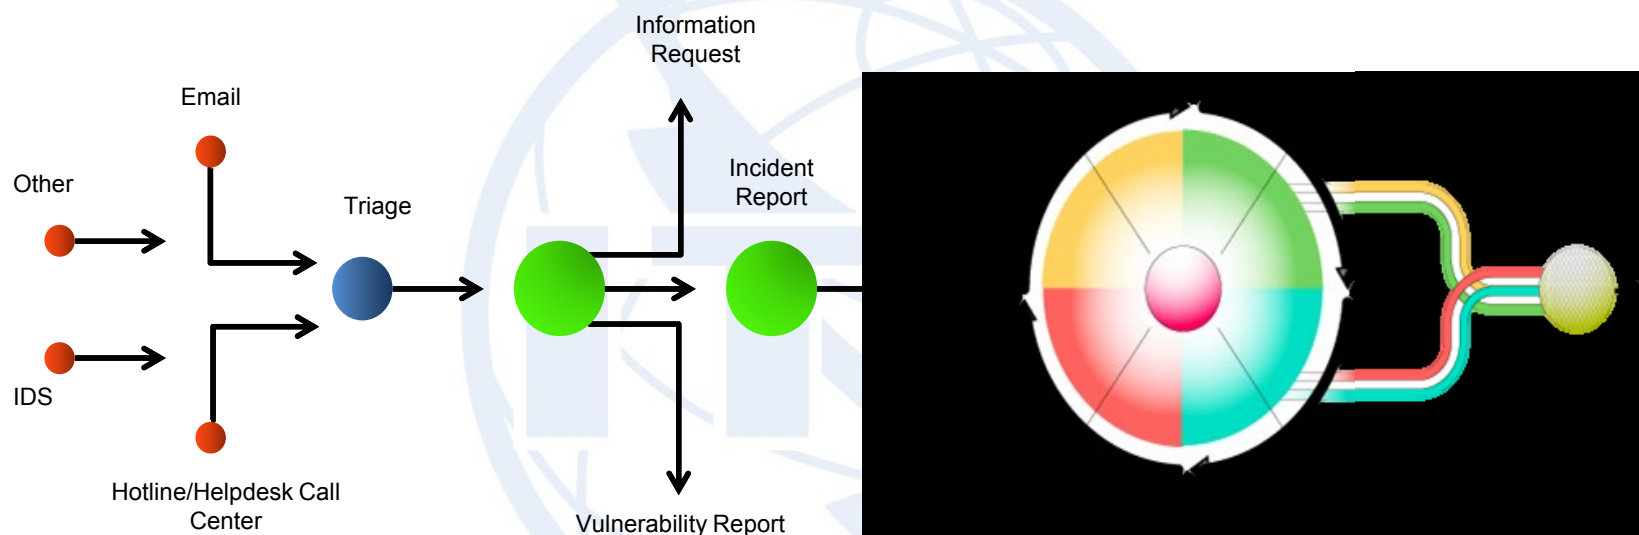 Information
Request
Email
Other
Triage
Incident
Report
IDS
Hotline/Helpdesk Call
Center
Vulnerability Report